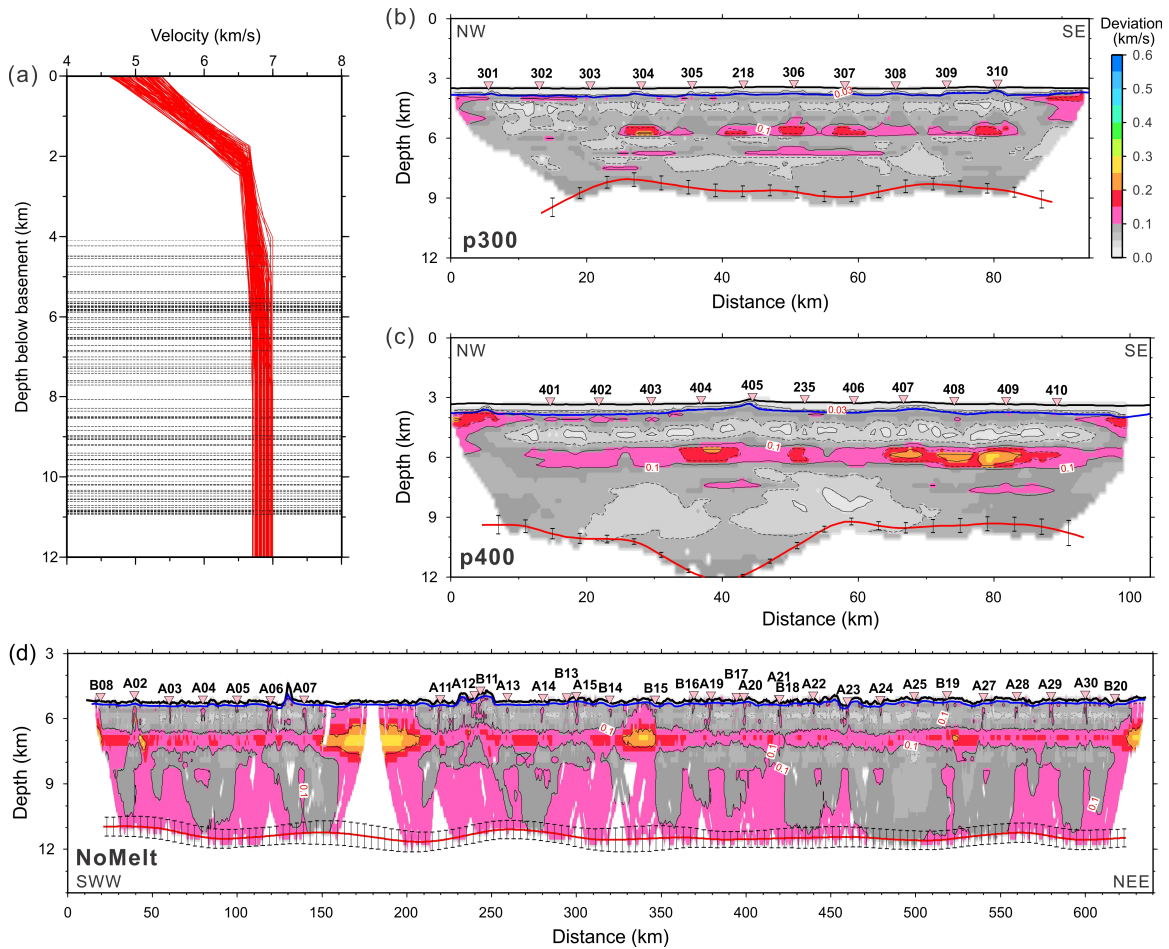 (a)
Velocity (km/s)
4 5 6 7 8
Depth below basement (km)
0
2
4
6
8
10
12
(b)
NW
SE
301 302 303 304 305 218 306 307 308 309 310
0.03
0.1
Depth (km)
0
3
6
9
12
p300
0 20 40 60 80
Distance (km)
Deviation
(km/s)
0.6
0.5
0.4
0.3
0.2
0.1
0.0
(c)
NW
SE
401 402 403 404 405 235 406 407 408 409 410
0.03
0.1
0.1
0.1
Depth (km)
0
3
6
9
12
p400
0 20 40 60 80 100
Distance (km)
(d)
B08 A02 A03 A04 A05 A06 A07 A11 A12 B11 A13 A14 B13 A15 B14 B15 B16 A19 B17 A20 A21 B18 A22 A23 A24 A25 B19 A27 A28 A29 A30 B20
0.1
0.1
0.1
0.1
0.1
0.1
0.1
Depth (km)
3
6
9
12
NoMelt
SWW
NEE
0 50 100 150 200 250 300 350 400 450 500 550 600
Distance (km)